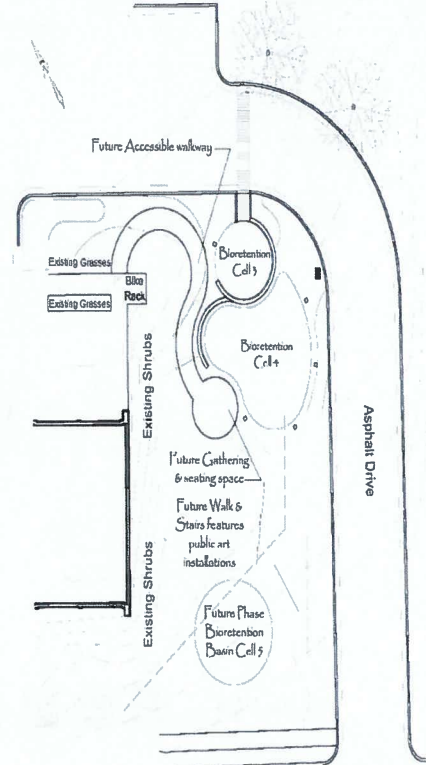 Future Accessible walkway
Existing Grasses
Bike
Rack
Existing Grasses
Bioretention
Cell 3
Bioretention
Cell 4
Existing Shrubs
Asphalt Drive
Future Gathering
& seating space
Future Walk &
Stairs features
public art
installations
Existing Shrubs
Future Phase
Bioretention
Basin Cell 5